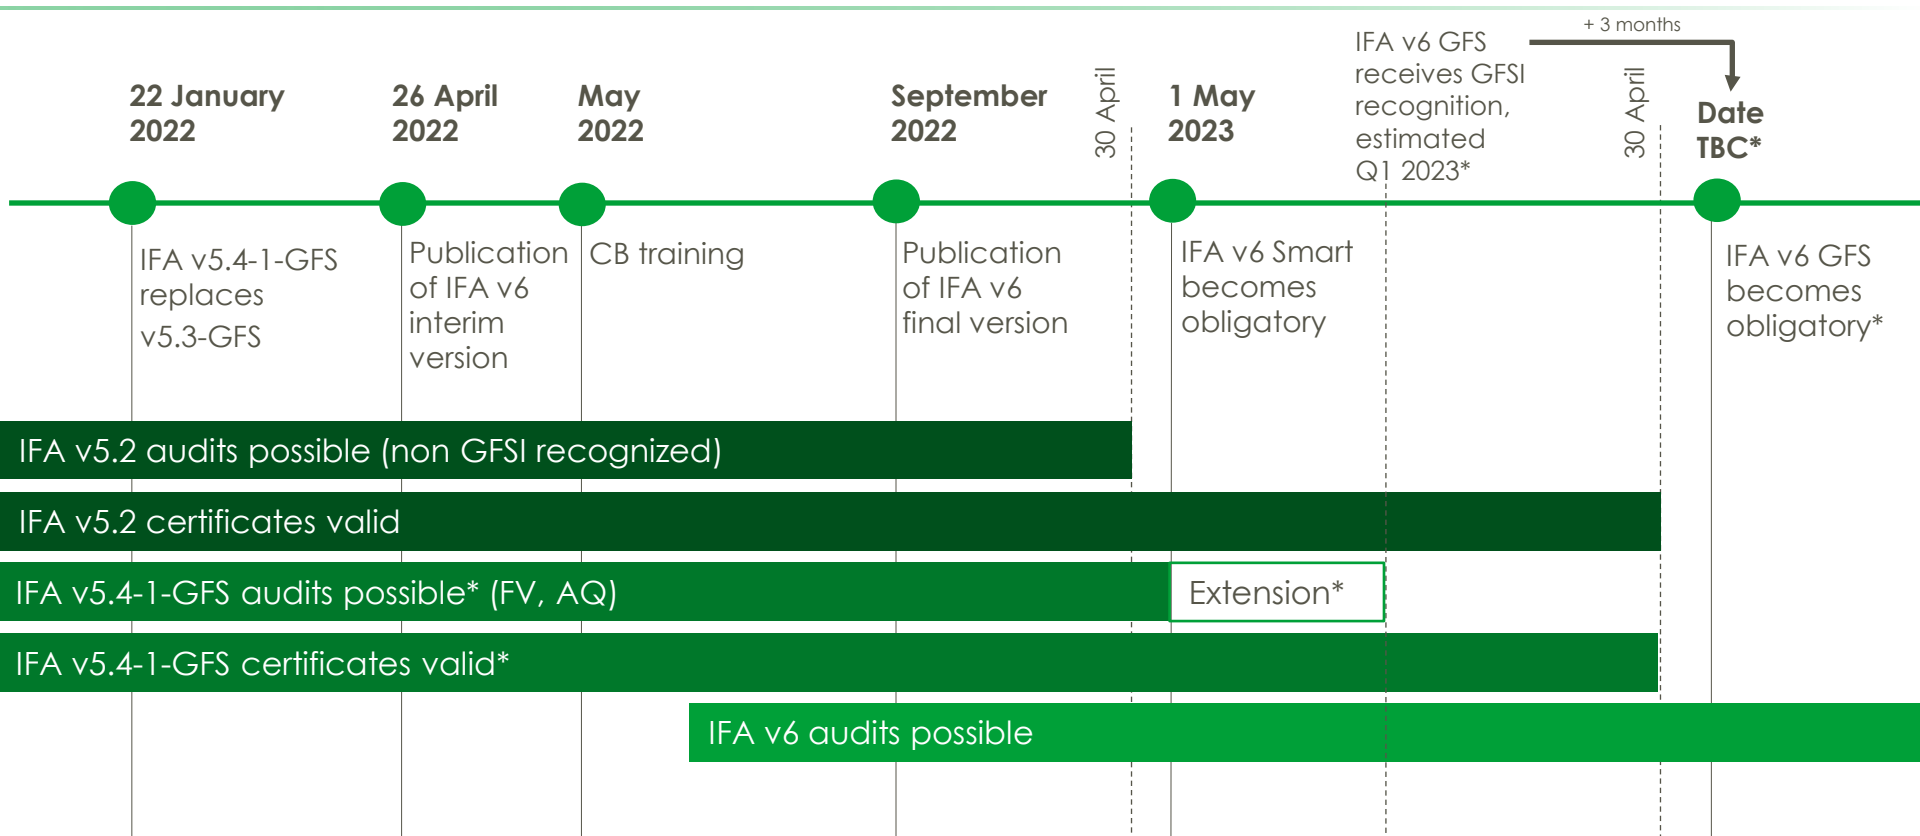 + 3 months
22 January
2022
26 April
2022
May
2022
September
2022
30 April
1 May
2023
IFA v6 GFS
receives GFSI
recognition,
estimated
Q1 2023*
30 April
Date
TBC*
IFA v5.4-1-GFS
replaces
v5.3-GFS
Publication
of IFA v6
interim
version
CB training
Publication
of IFA v6
final version
IFA v6 Smart
becomes
obligatory
IFA v6 GFS
becomes
obligatory*
IFA v5.2 audits possible (non GFSI recognized)
IFA v5.2 certificates valid
IFA v5.4-1-GFS audits possible* (FV, AQ)
Extension*
IFA v5.4-1-GFS certificates valid*
IFA v6 audits possible